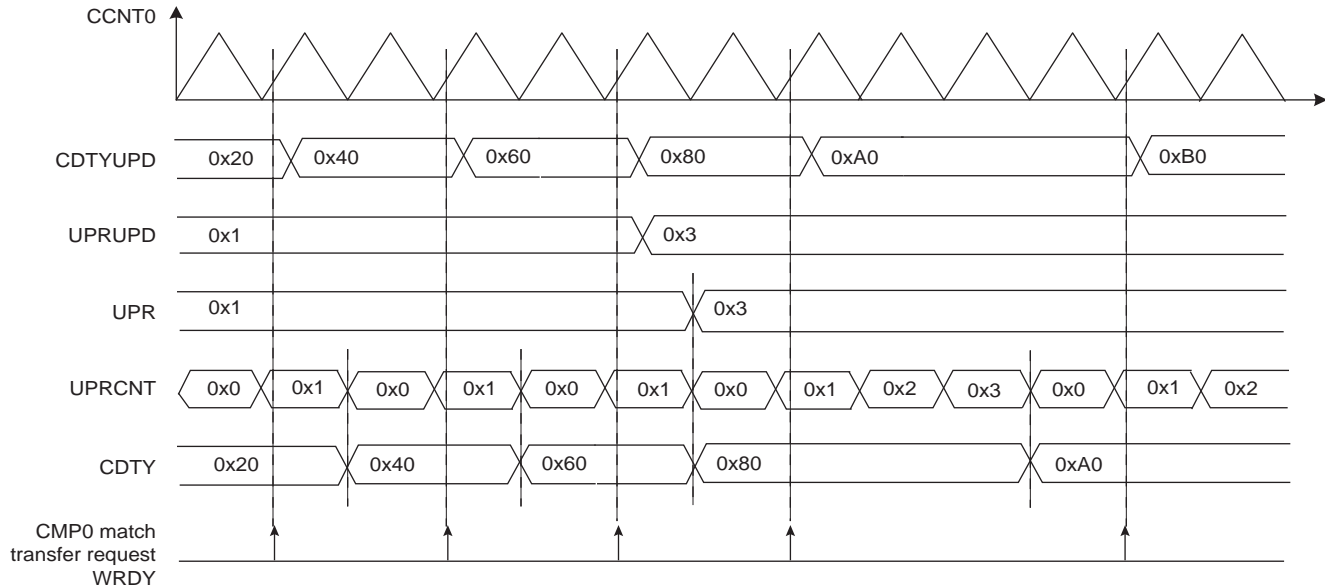 CCNT0
CDTYUPD 0x20 0x40 0x60 0x80 0xA0 0xB0
UPRUPD 0x1 0x3
UPR 0x1 0x3
UPRCNT 0x0 0x1 0x0 0x1 0x0 0x1 0x0 0x1 0x2 0x3 0x0 0x1 0x2
CDTY 0x20 0x40 0x60 0x80 0xA0
CMP0 match
transfer request
WRDY